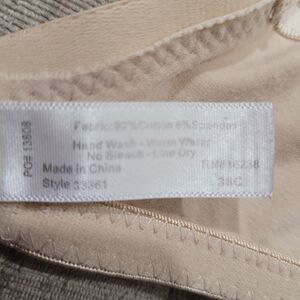 PO# 13808
Fabric: 92% Cotton 8% Spandex
Hand Wash - Warm Water
No Bleach - Line Dry
Made in China
Style 33361
38C